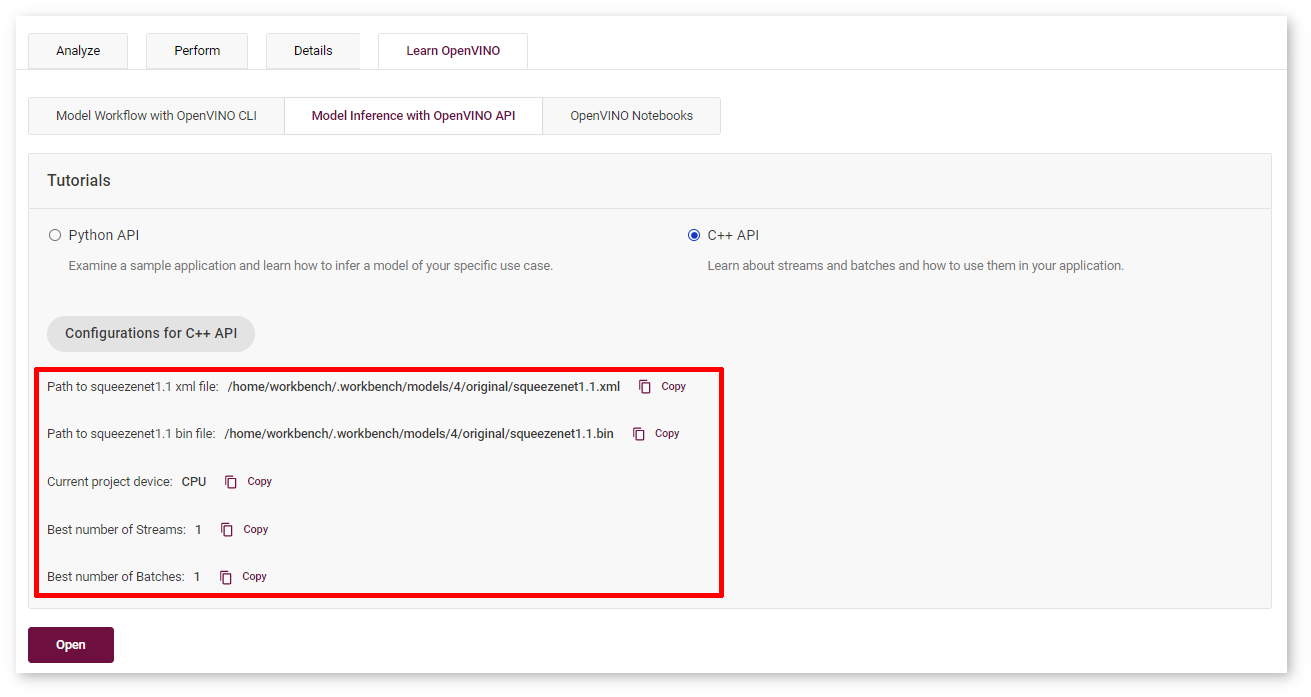 Analyze Perform Details Learn OpenVINO
Model Workflow with OpenVINO CLI Model Inference with OpenVINO API OpenVINO Notebooks
Tutorials
Python API C++ API
Examine a sample application and learn how to infer a model of your specific use case. Learn about streams and batches and how to use them in your application.
Configurations for C++ API
Path to squeezenet1.1 xml file: /home/workbench/.workbench/models/4/original/squeezenet1.1.xml Copy
Path to squeezenet1.1 bin file: /home/workbench/.workbench/models/4/original/squeezenet1.1.bin Copy
Current project device: CPU Copy
Best number of Streams: 1 Copy
Best number of Batches: 1 Copy
Open